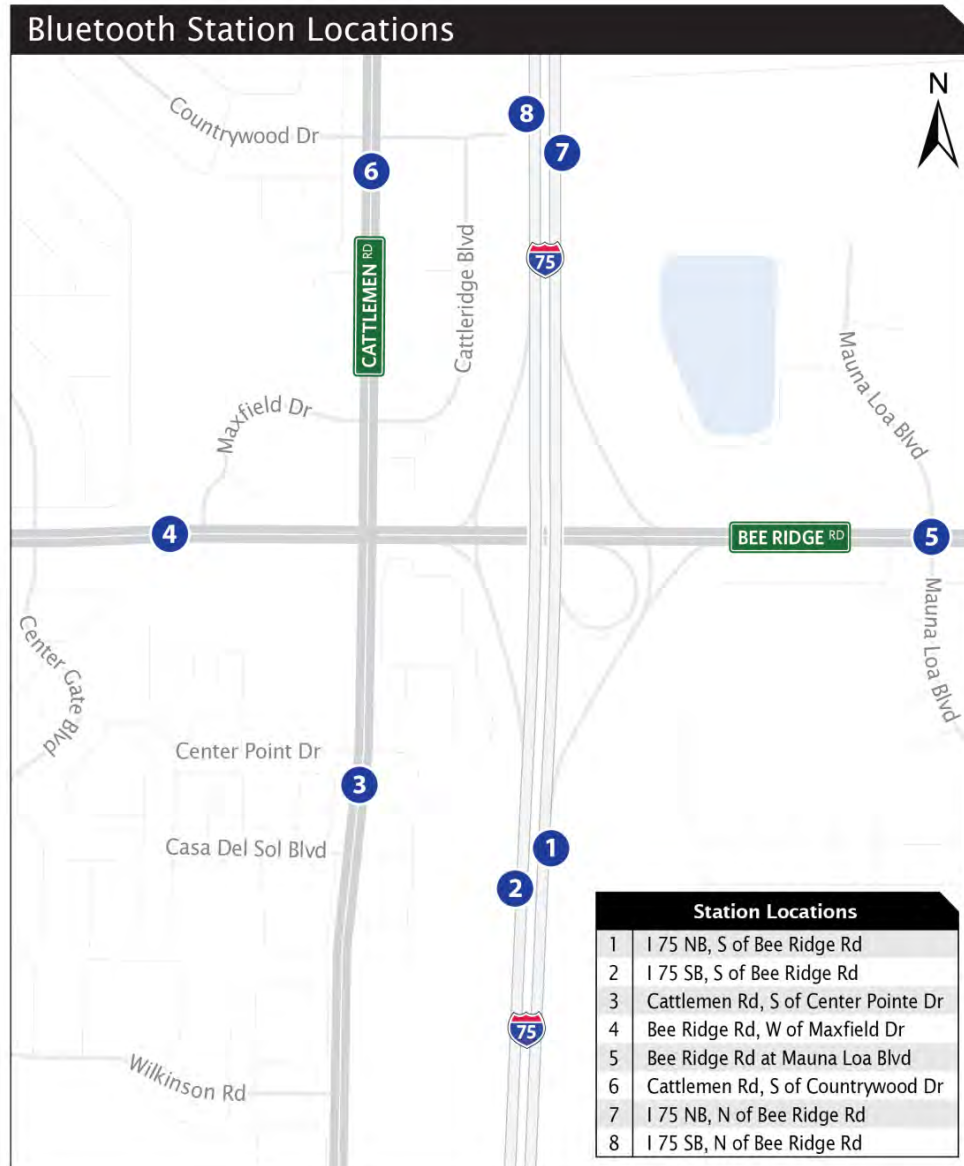 Bluetooth Station Locations
N
Countrywood Dr
8
7
6
75
CATTLEMEN RD
Cattleridge Blvd
Mauna Loa Blvd
Maxfield Dr
4
BEE RIDGE RD
5
Mauna Loa Blvd
Center Gate Blvd
Center Point Dr
3
Casa Del Sol Blvd
1
2
75
Wilkinson Rd
Station Locations
1 I 75 NB, S of Bee Ridge Rd
2 I 75 SB, S of Bee Ridge Rd
3 Cattlemen Rd, S of Center Pointe Dr
4 Bee Ridge Rd, W of Maxfield Dr
5 Bee Ridge Rd at Mauna Loa Blvd
6 Cattlemen Rd, S of Countrywood Dr
7 I 75 NB, N of Bee Ridge Rd
8 I 75 SB, N of Bee Ridge Rd